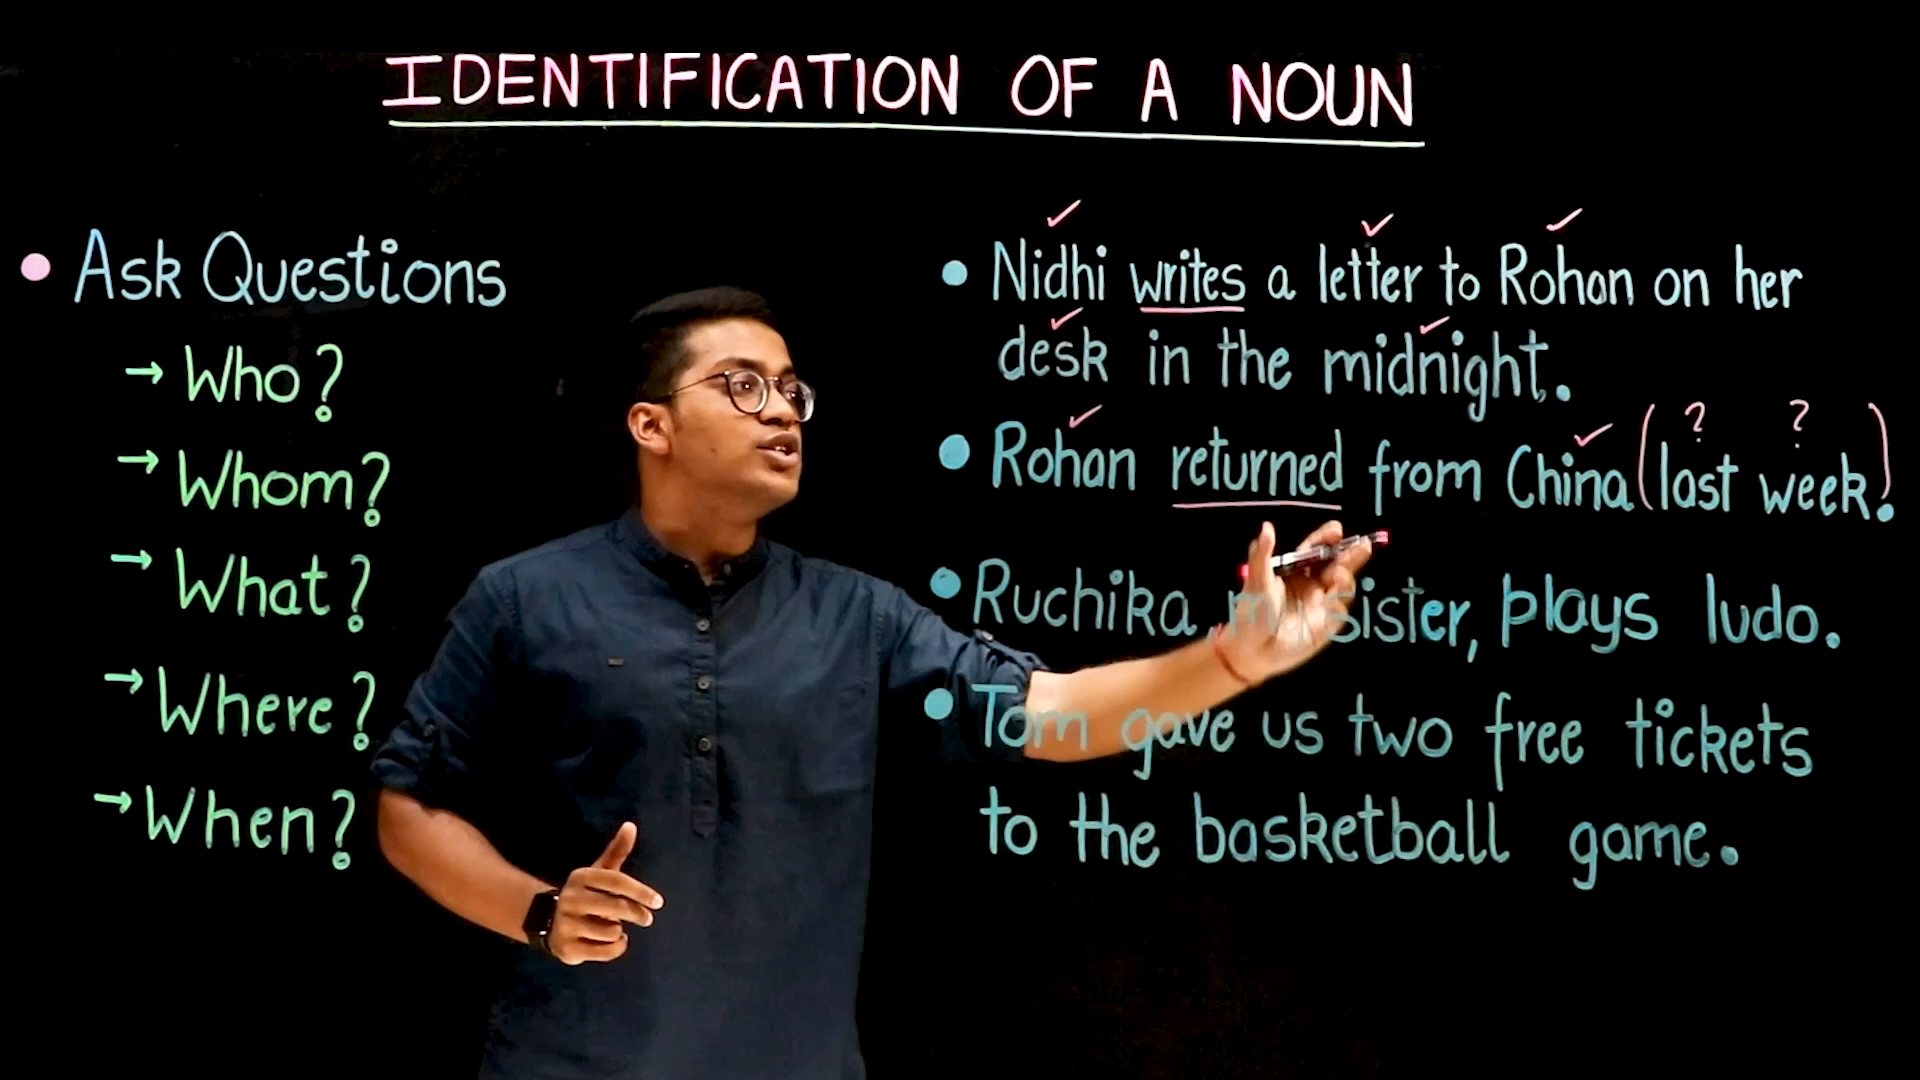 IDENTIFICATION OF A NOUN
• Ask Questions
→ Who?
→ Whom?
→ What?
→ Where?
→ When?
• Nidhi writes a letter to Rohan on her
desk in the midnight.
? ?
• Rohan returned from China (last week.)
• Ruchika, my sister, plays ludo.
• Tom gave us two free tickets
to the basketball game.